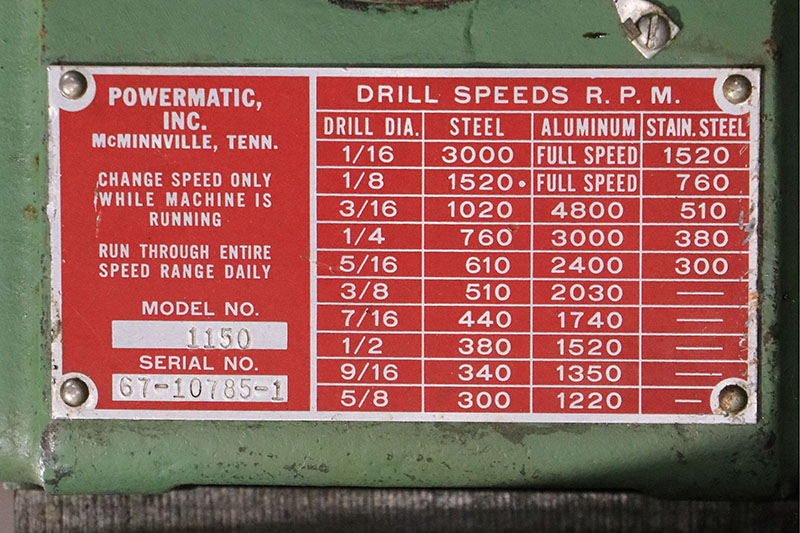 POWERMATIC,
INC.
McMINNVILLE, TENN.
CHANGE SPEED ONLY
WHILE MACHINE IS
RUNNING
RUN THROUGH ENTIRE
SPEED RANGE DAILY
MODEL NO.
1150
SERIAL NO.
67-10785-1
DRILL SPEEDS R.P.M.
DRILL DIA. STEEL ALUMINUM STAIN. STEEL
1/16 3000 FULL SPEED 1520
1/8 1520 FULL SPEED 760
3/16 1020 4800 510
1/4 760 3000 380
5/16 610 2400 300
3/8 510 2030 —
7/16 440 1740 —
1/2 380 1520 —
9/16 340 1350 —
5/8 300 1220 —